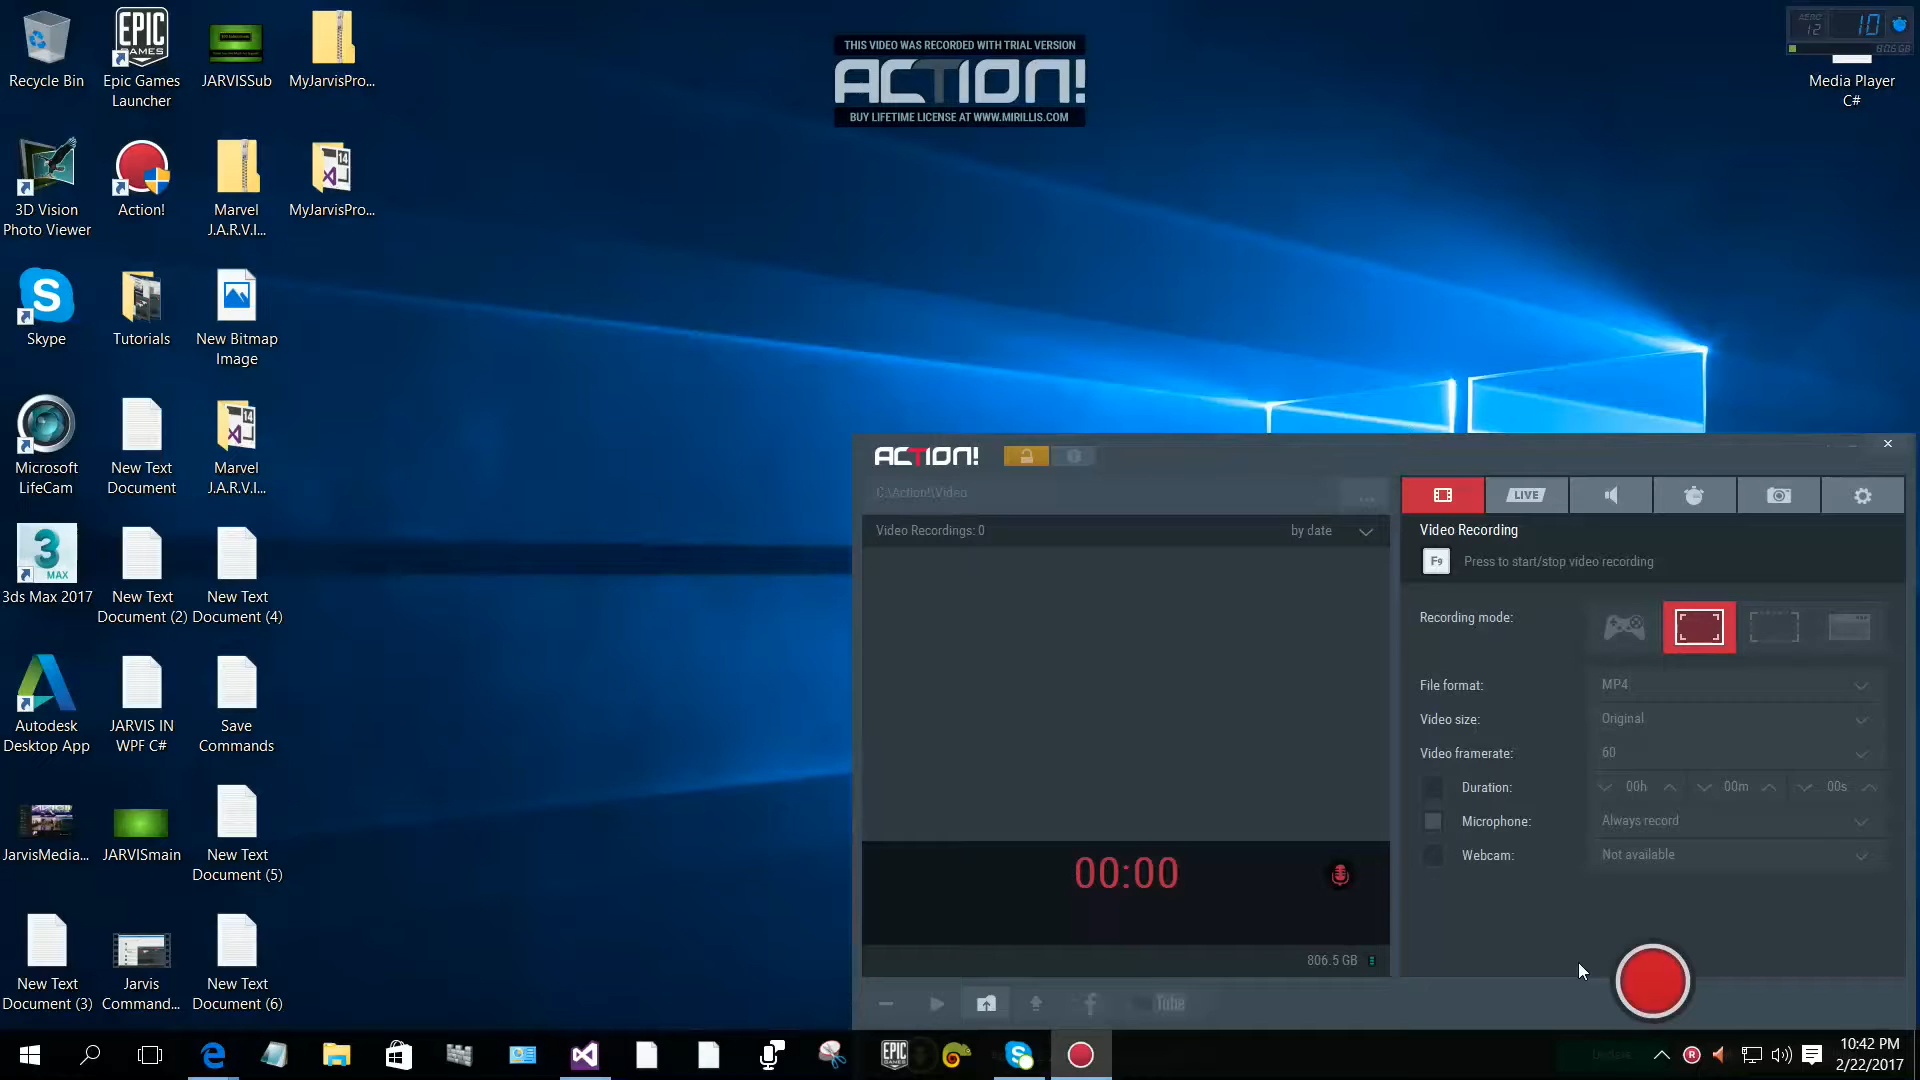 Recycle Bin
Epic Games
Launcher
JARVISSub
MyJarvisPro...
3D Vision
Photo Viewer
Action!
Marvel
J.A.R.V.I...
MyJarvisPro...
Skype
Tutorials
New Bitmap
Image
Microsoft
LifeCam
New Text
Document
Marvel
J.A.R.V.I...
3ds Max 2017
New Text
Document (2)
New Text
Document (4)
Autodesk
Desktop App
JARVIS IN
WPF C#
Save
Commands
JarvisMedia...
JARVISmain
New Text
Document (5)
New Text
Document (3)
Jarvis
Command...
New Text
Document (6)
THIS VIDEO WAS RECORDED WITH TRIAL VERSION
ACTION!
BUY LIFETIME LICENSE AT WWW.MIRILLIS.COM
AERO
12
10
Media Player
C#
ACTION!
C:\Action!\Video
...
LIVE
Video Recordings: 0
by date
Video Recording
F9
Press to start/stop video recording
Recording mode:
File format:
MP4
Video size:
Original
Video framerate:
60
Duration:
00h
00m
00s
Microphone:
Always record
Webcam:
Not available
00:00
806.5 GB
Tube
10:42 PM
2/22/2017